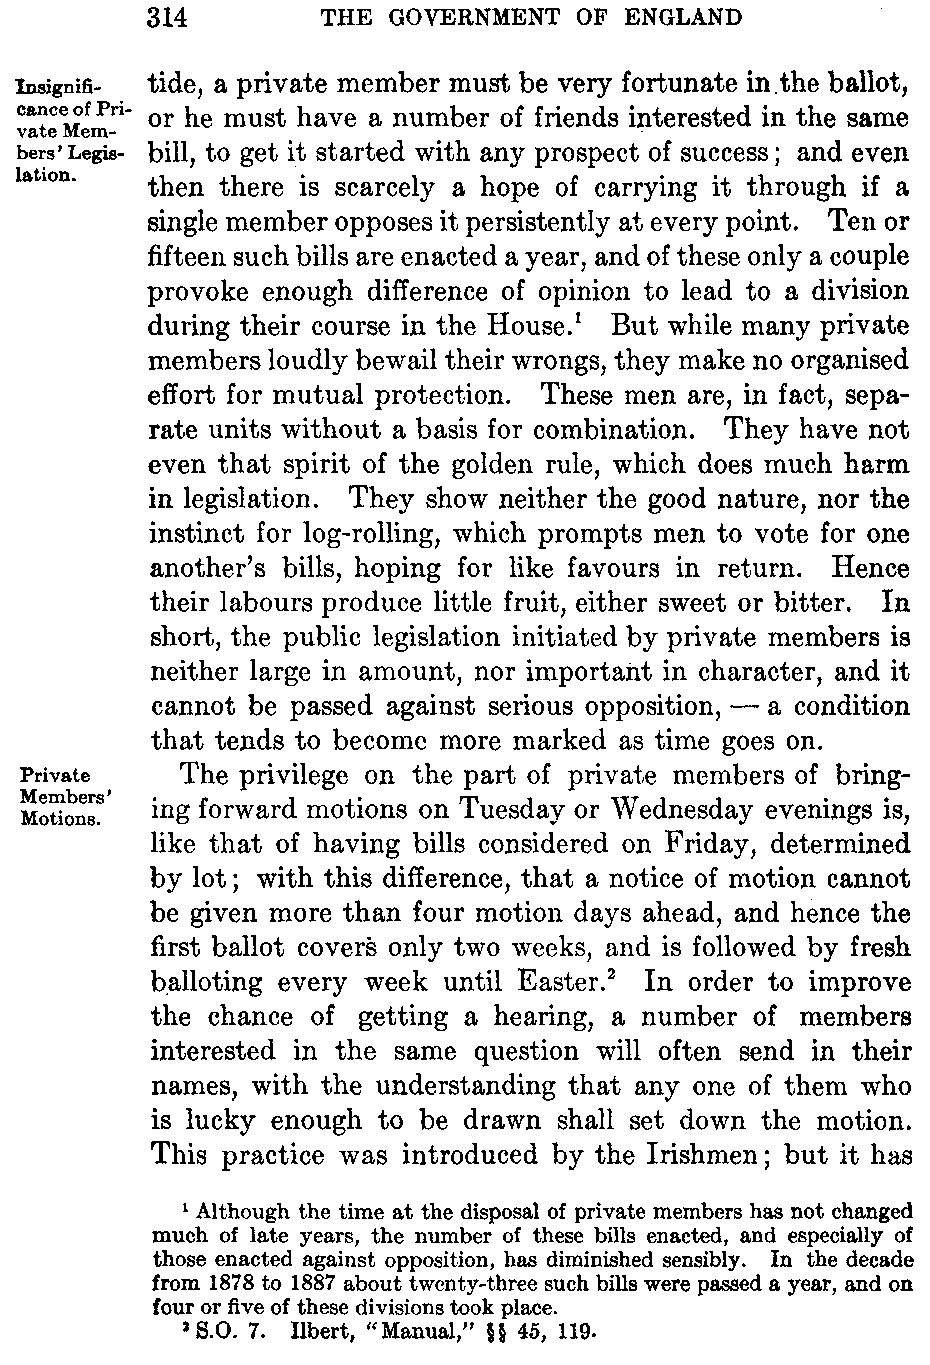 314 THE GOVERNMENT OF ENGLAND
Insignifi-
cance of Pri-
vate Mem-
bers' Legis-
lation.
tide, a private member must be very fortunate in the ballot,
or he must have a number of friends interested in the same
bill, to get it started with any prospect of success; and even
then there is scarcely a hope of carrying it through if a
single member opposes it persistently at every point. Ten or
fifteen such bills are enacted a year, and of these only a couple
provoke enough difference of opinion to lead to a division
during their course in the House.¹ But while many private
members loudly bewail their wrongs, they make no organised
effort for mutual protection. These men are, in fact, sepa-
rate units without a basis for combination. They have not
even that spirit of the golden rule, which does much harm
in legislation. They show neither the good nature, nor the
instinct for log-rolling, which prompts men to vote for one
another's bills, hoping for like favours in return. Hence
their labours produce little fruit, either sweet or bitter. In
short, the public legislation initiated by private members is
neither large in amount, nor important in character, and it
cannot be passed against serious opposition, — a condition
that tends to become more marked as time goes on.
Private
Members'
Motions.
The privilege on the part of private members of bring-
ing forward motions on Tuesday or Wednesday evenings is,
like that of having bills considered on Friday, determined
by lot; with this difference, that a notice of motion cannot
be given more than four motion days ahead, and hence the
first ballot covers only two weeks, and is followed by fresh
balloting every week until Easter.² In order to improve
the chance of getting a hearing, a number of members
interested in the same question will often send in their
names, with the understanding that any one of them who
is lucky enough to be drawn shall set down the motion.
This practice was introduced by the Irishmen; but it has
¹ Although the time at the disposal of private members has not changed
much of late years, the number of these bills enacted, and especially of
those enacted against opposition, has diminished sensibly. In the decade
from 1878 to 1887 about twenty-three such bills were passed a year, and on
four or five of these divisions took place.
² S.O. 7. Ilbert, "Manual," §§ 45, 119.